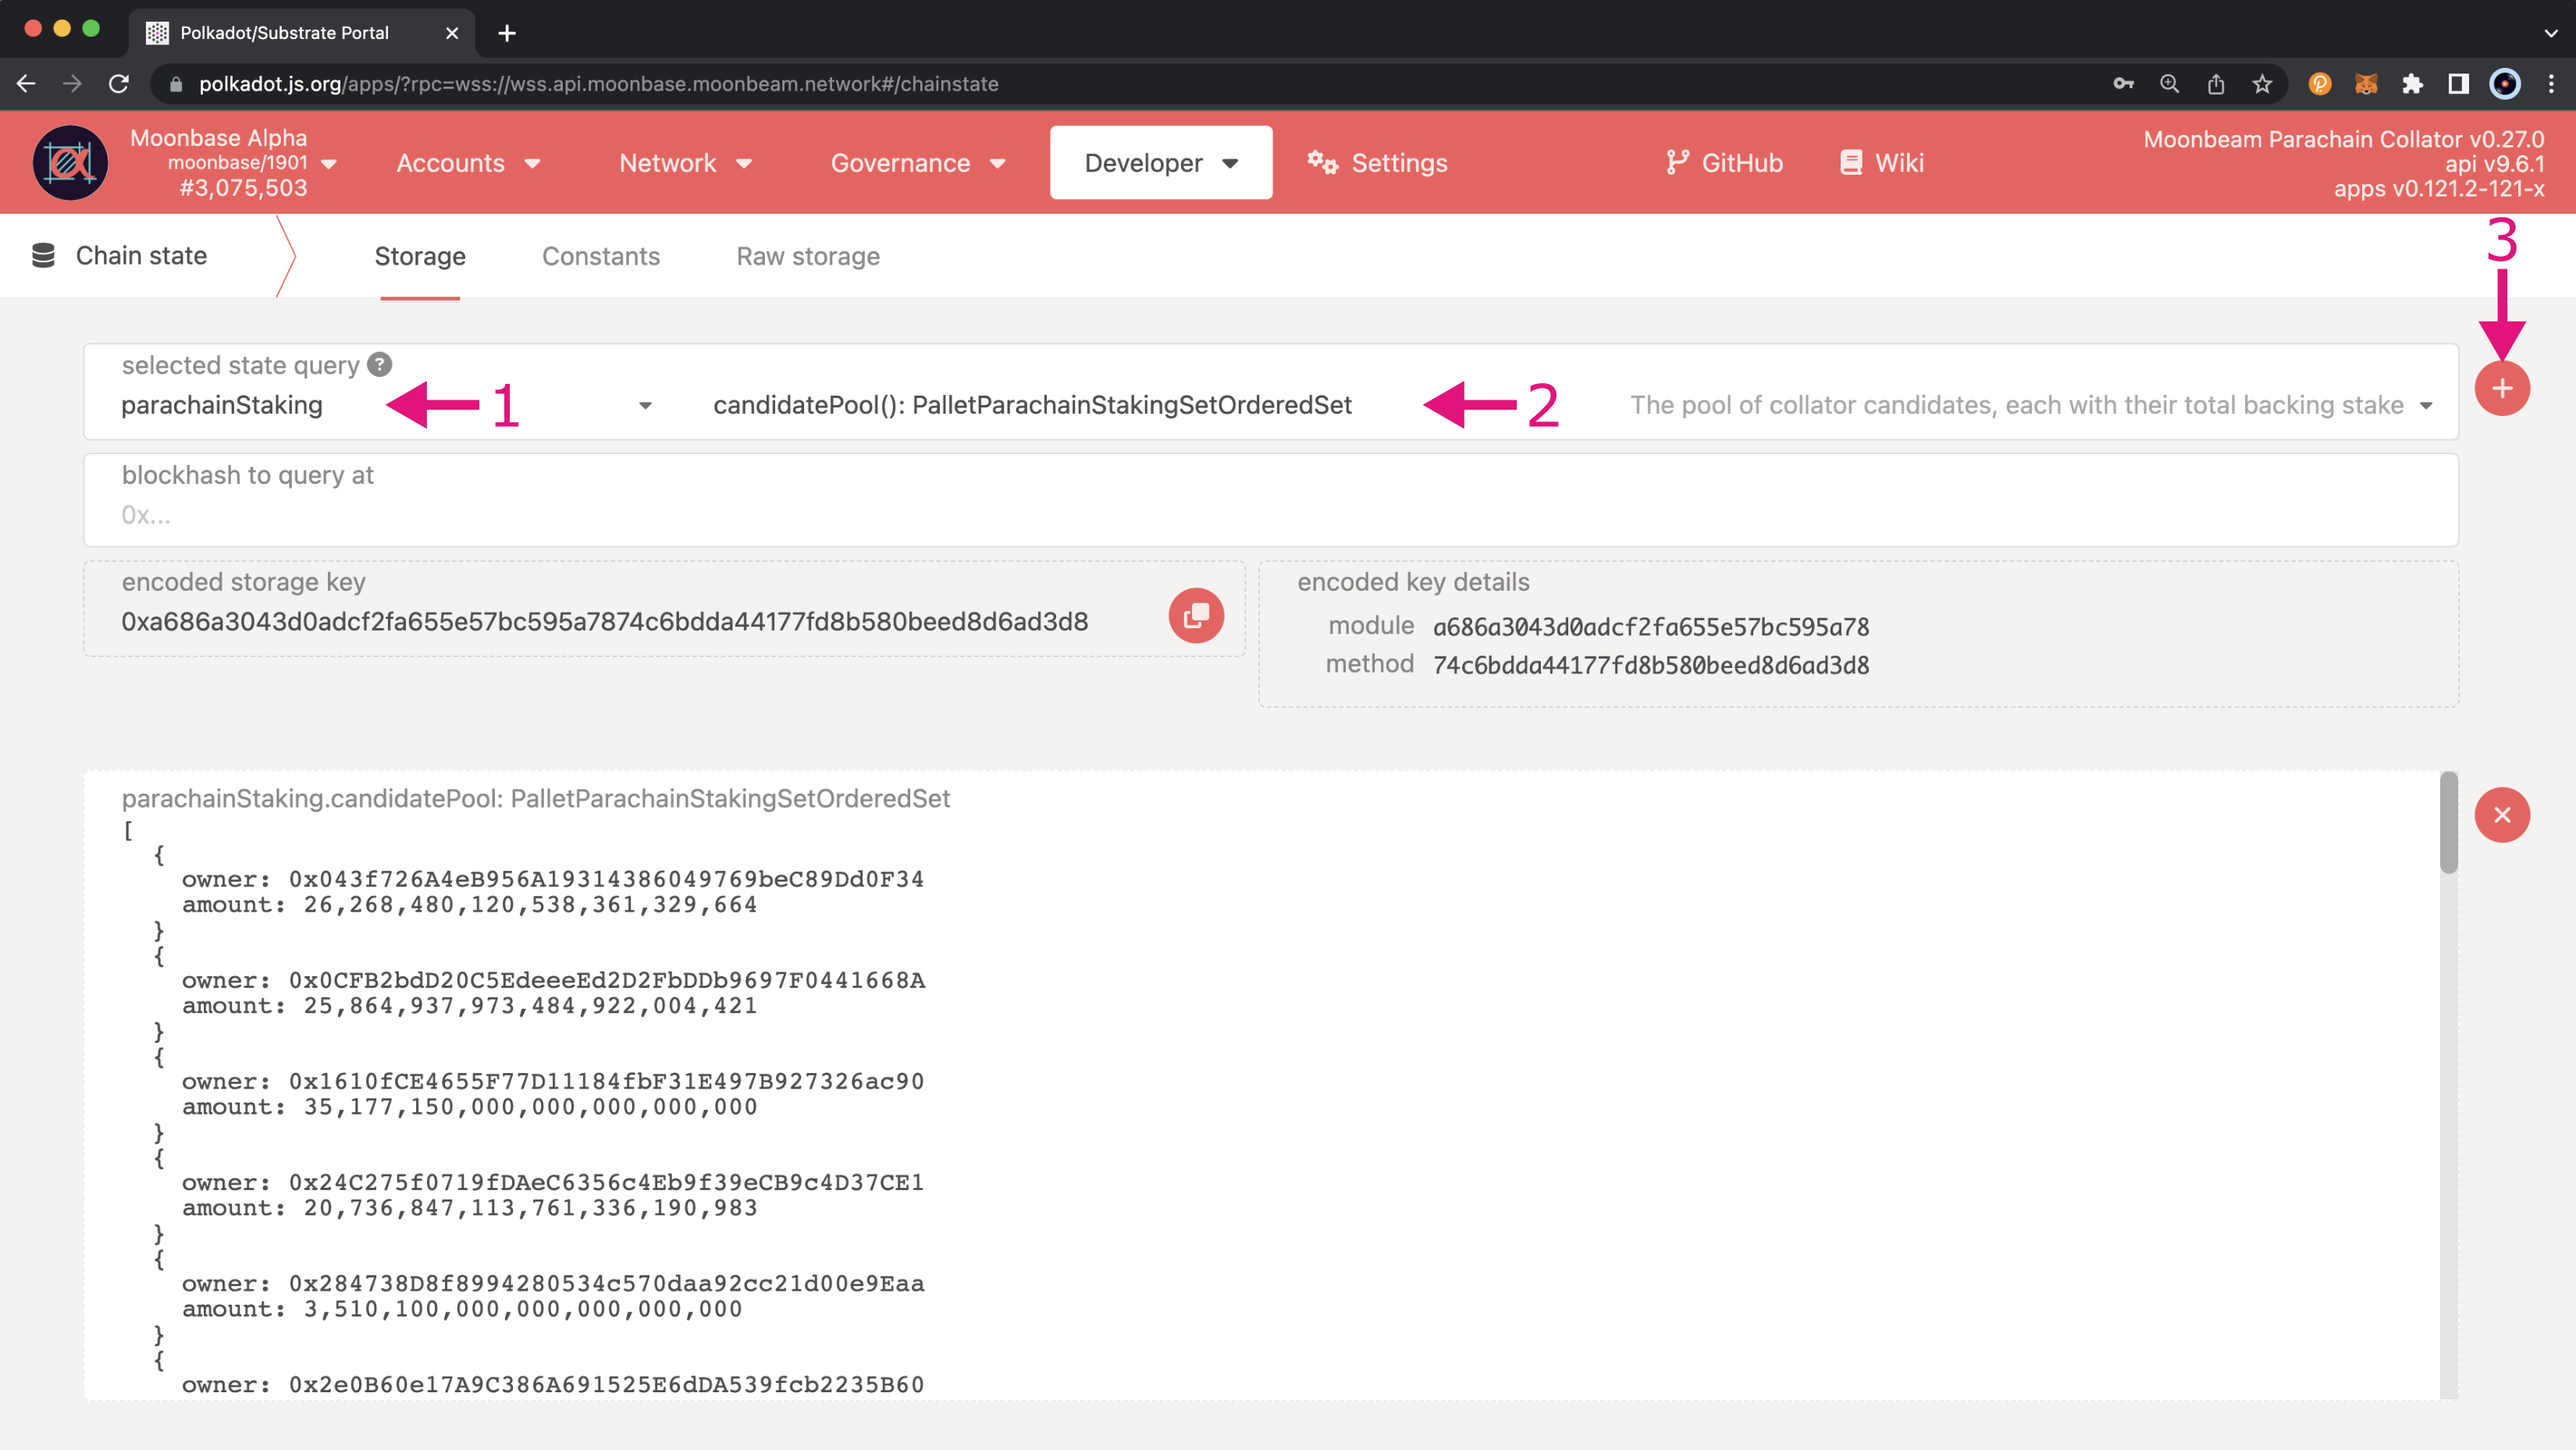 Polkadot/Substrate Portal
polkadot.js.org/apps/?rpc=wss://wss.api.moonbase.moonbeam.network#/chainstate
Moonbase Alpha
moonbase/1901
#3,075,503
Accounts
Network
Governance
Developer
Settings
GitHub
Wiki
Moonbeam Parachain Collator v0.27.0
api v9.6.1
apps v0.121.2-121-x
Chain state
Storage
Constants
Raw storage
3
selected state query ?
parachainStaking
1
candidatePool(): PalletParachainStakingSetOrderedSet
2
The pool of collator candidates, each with their total backing stake
blockhash to query at
0x...
encoded storage key
0xa686a3043d0adcf2fa655e57bc595a7874c6bdda44177fd8b580beed8d6ad3d8
encoded key details
module a686a3043d0adcf2fa655e57bc595a78
method 74c6bdda44177fd8b580beed8d6ad3d8
parachainStaking.candidatePool: PalletParachainStakingSetOrderedSet
[
{
owner: 0x043f726A4eB956A19314386049769beC89Dd0F34
amount: 26,268,480,120,538,361,329,664
}
{
owner: 0x0CFB2bdD20C5EdeeeEd2D2FbDDb9697F0441668A
amount: 25,864,937,973,484,922,004,421
}
{
owner: 0x1610fCE4655F77D11184fbF31E497B927326ac90
amount: 35,177,150,000,000,000,000,000
}
{
owner: 0x24C275f0719fDAeC6356c4Eb9f39eCB9c4D37CE1
amount: 20,736,847,113,761,336,190,983
}
{
owner: 0x284738D8f8994280534c570daa92cc21d00e9Eaa
amount: 3,510,100,000,000,000,000,000
}
{
owner: 0x2e0B60e17A9C386A691525E6dDA539fcb2235B60